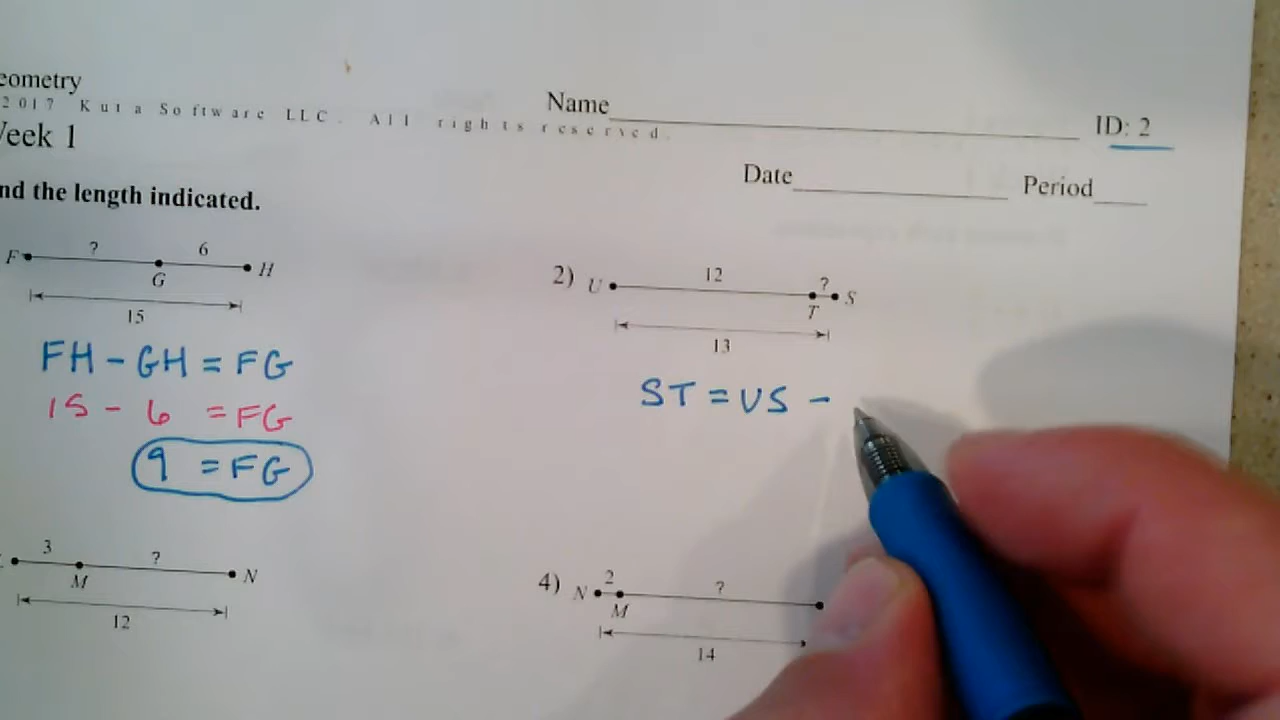 eometry
2017 Kuta Software LLC. All rights reserved.
Name ID: 2
eek 1
Date Period
nd the length indicated.
F ? G 6 H
15
FH - GH = FG
15 - 6 = FG
9 = FG
2) U 12 T ? S
13
ST = US -
3 M ? N
12
4) N 2 M ?
14